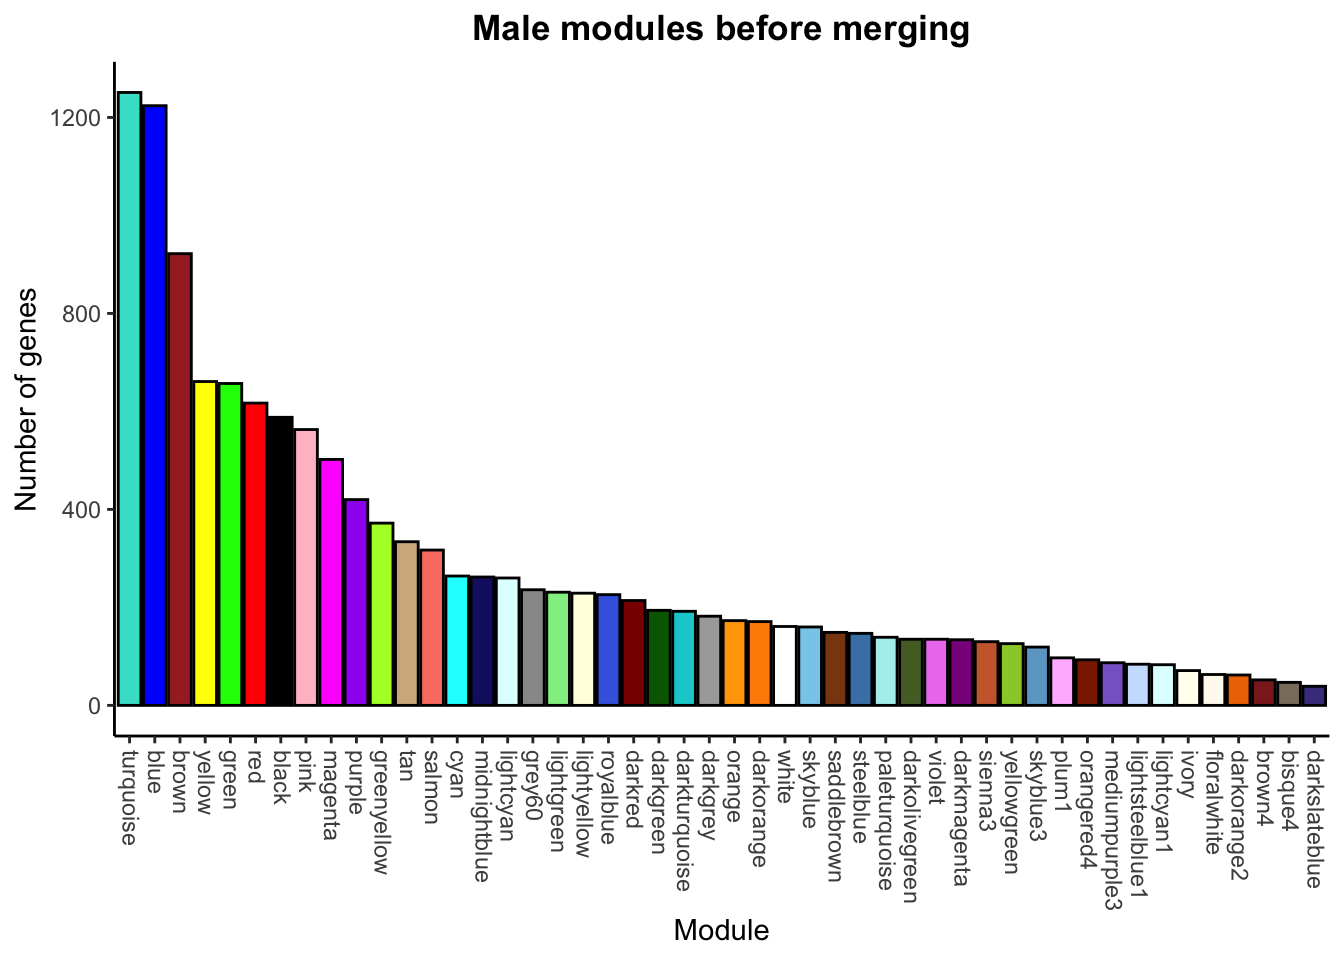 Male modules before merging
Number of genes
1200
800
400
0
turquoise
blue
brown
yellow
green
red
black
pink
magenta
purple
greenyellow
tan
salmon
cyan
midnightblue
lightcyan
grey60
lightgreen
lightyellow
royalblue
darkred
darkgreen
darkturquoise
darkgrey
orange
darkorange
white
skyblue
saddlebrown
steelblue
paleturquoise
darkolivegreen
violet
darkmagenta
sienna3
yellowgreen
skyblue3
plum1
orangered4
mediumpurple3
lightsteelblue1
lightcyan1
ivory
floralwhite
darkorange2
brown4
bisque4
darkslateblue
Module